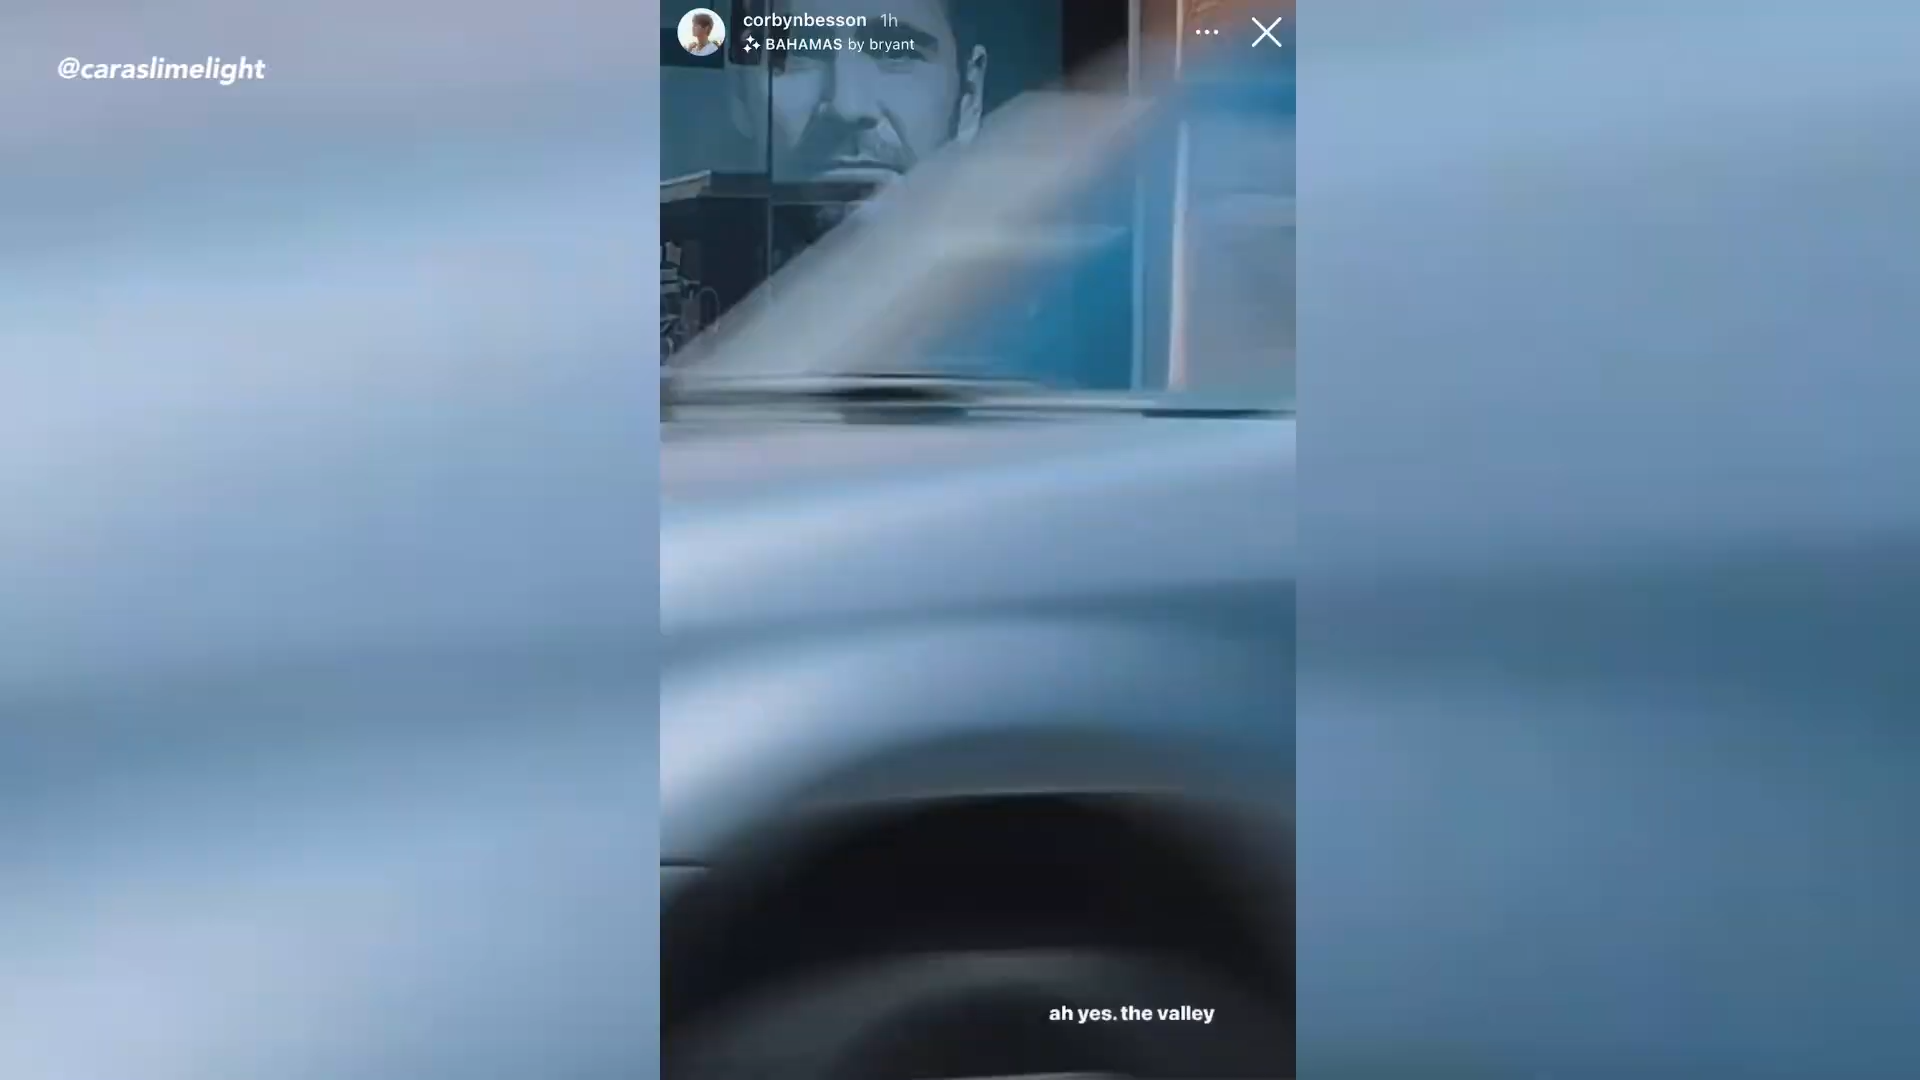 @caraslimelight
corbynbesson 1h
BAHAMAS by bryant
ah yes. the valley